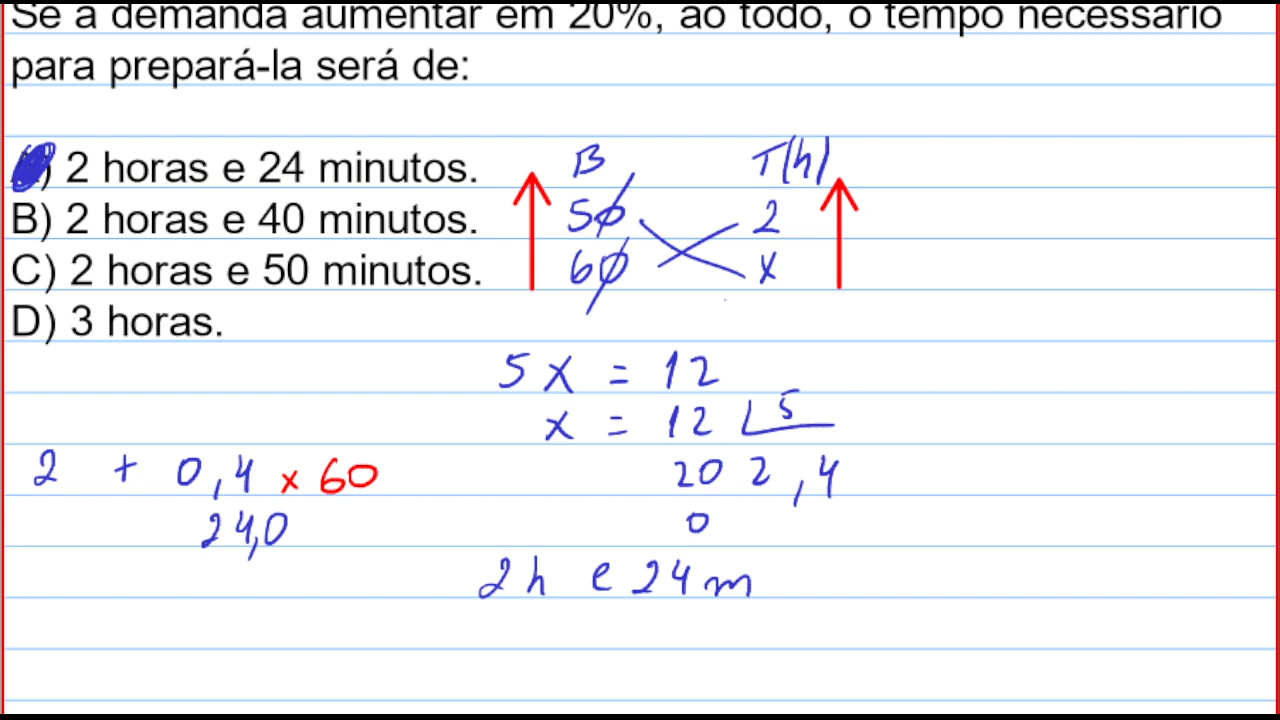 Se a demanda aumentar em 20%, ao todo, o tempo necessário
para prepará-la será de:
) 2 horas e 24 minutos.
B) 2 horas e 40 minutos.
C) 2 horas e 50 minutos.
D) 3 horas.
B T(h)
50 2
60 x
5x = 12
x = 12 5
20 2,4
0
2 + 0,4 x 60
24,0
2h e 24m